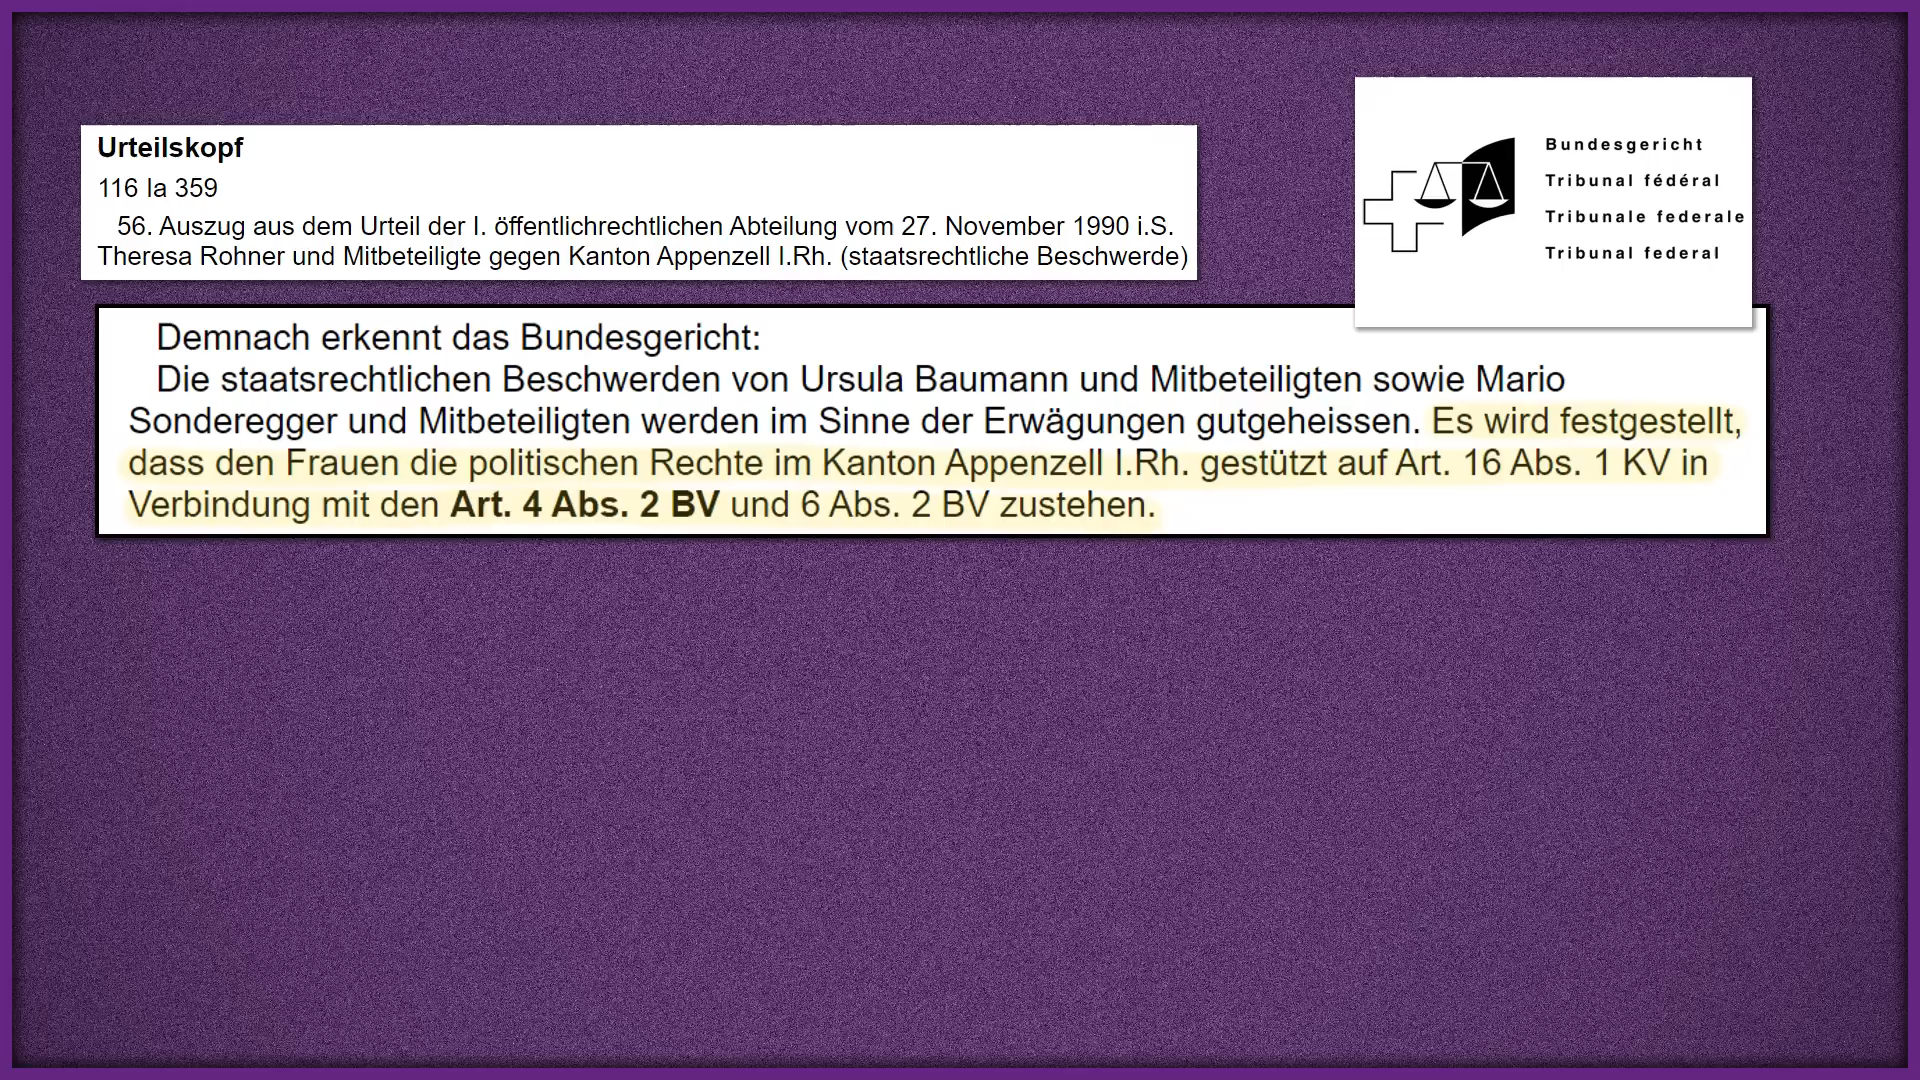 Urteilskopf
116 Ia 359
56. Auszug aus dem Urteil der I. öffentlichrechtlichen Abteilung vom 27. November 1990 i.S.
Theresa Rohner und Mitbeteiligte gegen Kanton Appenzell I.Rh. (staatsrechtliche Beschwerde)
Bundesgericht
Tribunal fédéral
Tribunale federale
Tribunal federal
Demnach erkennt das Bundesgericht:
Die staatsrechtlichen Beschwerden von Ursula Baumann und Mitbeteiligten sowie Mario
Sonderegger und Mitbeteiligten werden im Sinne der Erwägungen gutgeheissen. Es wird festgestellt,
dass den Frauen die politischen Rechte im Kanton Appenzell I.Rh. gestützt auf Art. 16 Abs. 1 KV in
Verbindung mit den Art. 4 Abs. 2 BV und 6 Abs. 2 BV zustehen.